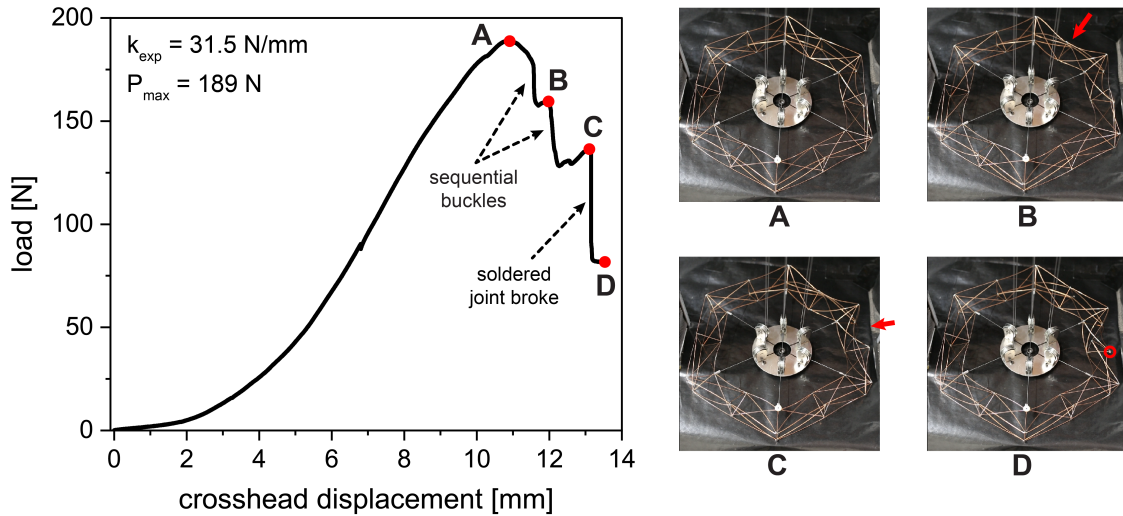 200
150
100
50
0
load [N]
k_exp = 31.5 N/mm
P_max = 189 N
A
B
C
D
sequential
buckles
soldered
joint broke
0 2 4 6 8 10 12 14
crosshead displacement [mm]
A
B
C
D